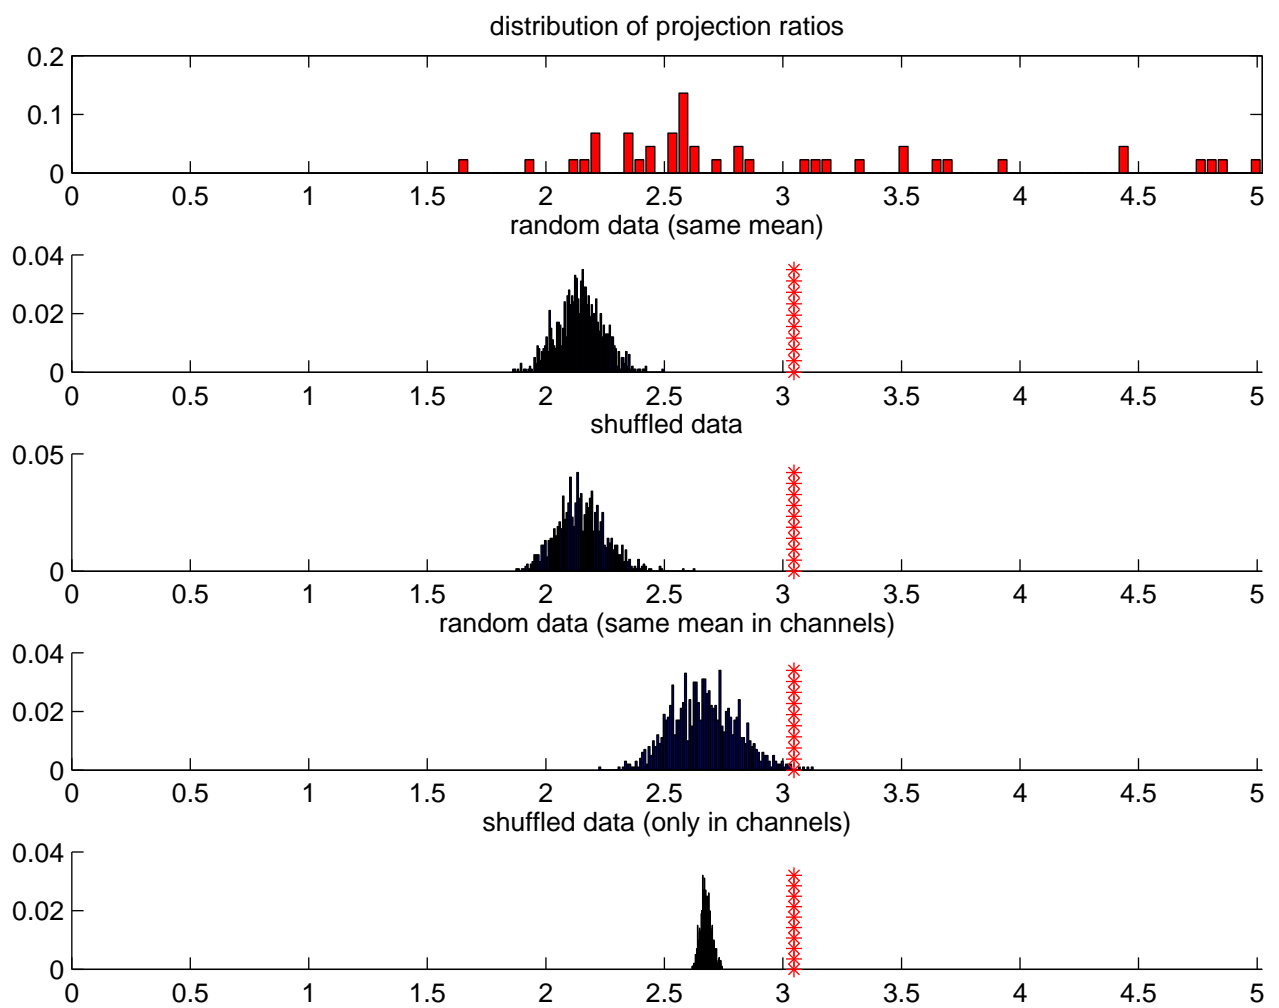 distribution of projection ratios
0.2
0.1
0
0 0.5 1 1.5 2 2.5 3 3.5 4 4.5 5
random data (same mean)
0.04
0.02
0
0 0.5 1 1.5 2 2.5 3 3.5 4 4.5 5
shuffled data
0.05
0
0 0.5 1 1.5 2 2.5 3 3.5 4 4.5 5
random data (same mean in channels)
0.04
0.02
0
0 0.5 1 1.5 2 2.5 3 3.5 4 4.5 5
shuffled data (only in channels)
0.04
0.02
0
0 0.5 1 1.5 2 2.5 3 3.5 4 4.5 5